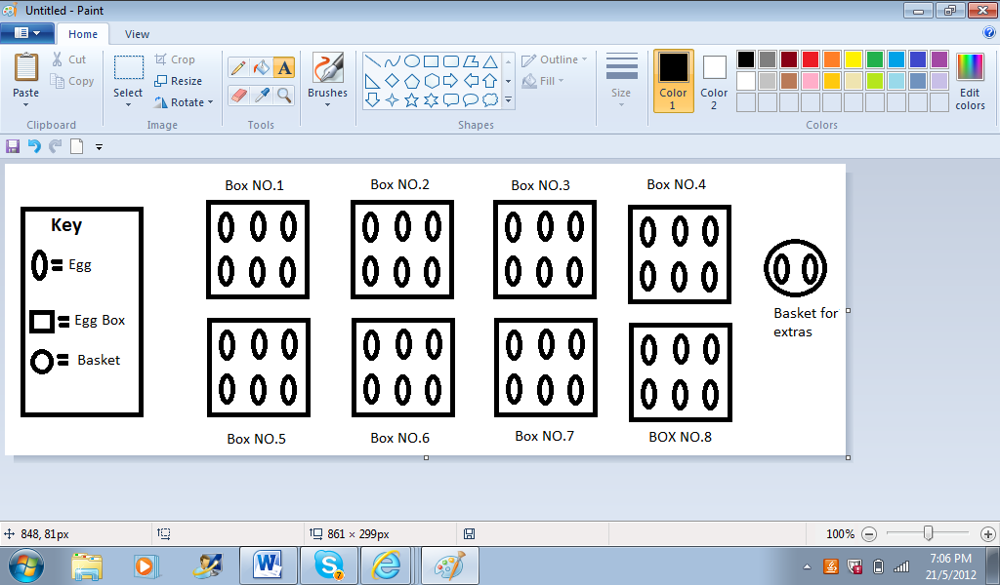 Untitled - Paint
Home View
Paste
Cut
Copy
Clipboard
Select
Crop
Resize
Rotate
Image
A
Tools
Brushes
Shapes
Outline
Fill
Size
Color
1
Color
2
Edit
colors
Colors
Box NO.1 Box NO.2 Box NO.3 Box NO.4
Key
= Egg
= Egg Box
= Basket
Basket for
extras
Box NO.5 Box NO.6 Box NO.7 BOX NO.8
848, 81px
861 × 299px
100%
W
S
7
7:06 PM
21/5/2012